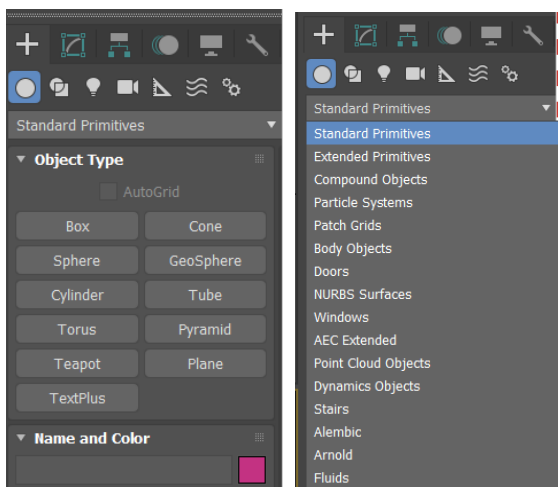 Standard Primitives
Object Type
AutoGrid
Box Cone
Sphere GeoSphere
Cylinder Tube
Torus Pyramid
Teapot Plane
TextPlus
Name and Color
Standard Primitives
Standard Primitives
Extended Primitives
Compound Objects
Particle Systems
Patch Grids
Body Objects
Doors
NURBS Surfaces
Windows
AEC Extended
Point Cloud Objects
Dynamics Objects
Stairs
Alembic
Arnold
Fluids